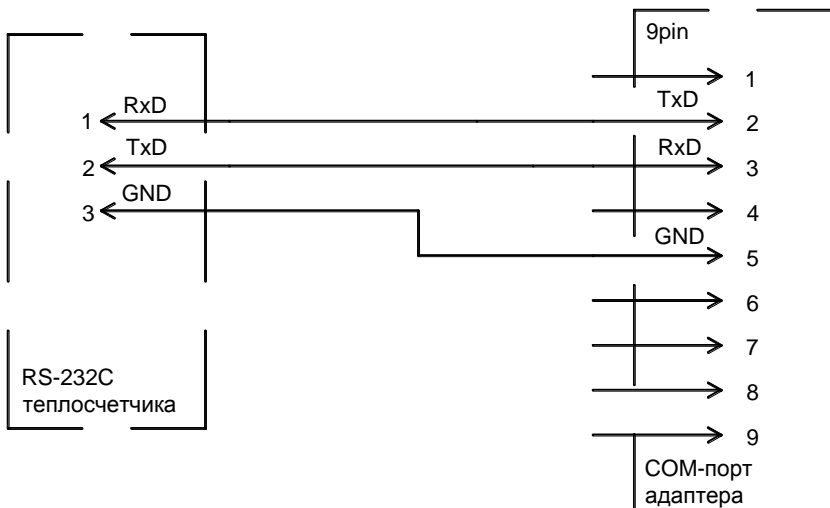 9pin
1
RxD
TxD
1
2
TxD
RxD
2
3
GND
3
4
GND
5
6
7
RS-232C
теплосчетчика
8
9
COM-порт
адаптера